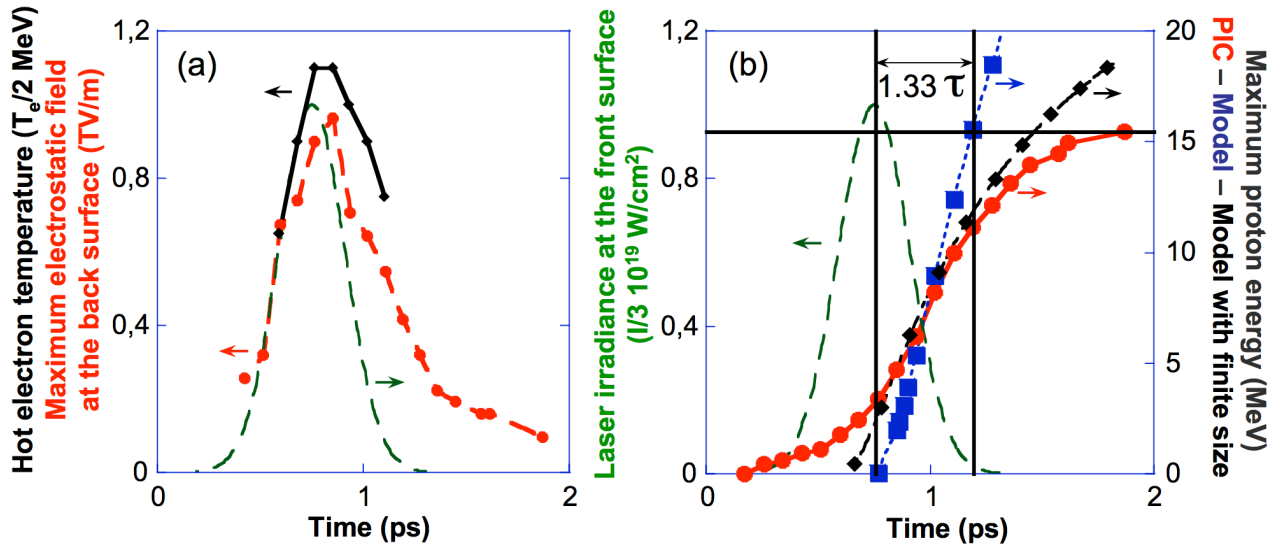 Hot electron temperature (Te/2 MeV)
Maximum electrostatic field
at the back surface (TV/m)
1,2
0,8
0,4
0
(a)
0
1
2
Time (ps)
Laser irradiance at the front surface
(I/3 10¹⁹ W/cm²)
1,2
0,8
0,4
0
(b)
1.33 τ
20
15
10
5
0
0
1
2
Time (ps)
Maximum proton energy (MeV)
PIC – Model – Model with finite size